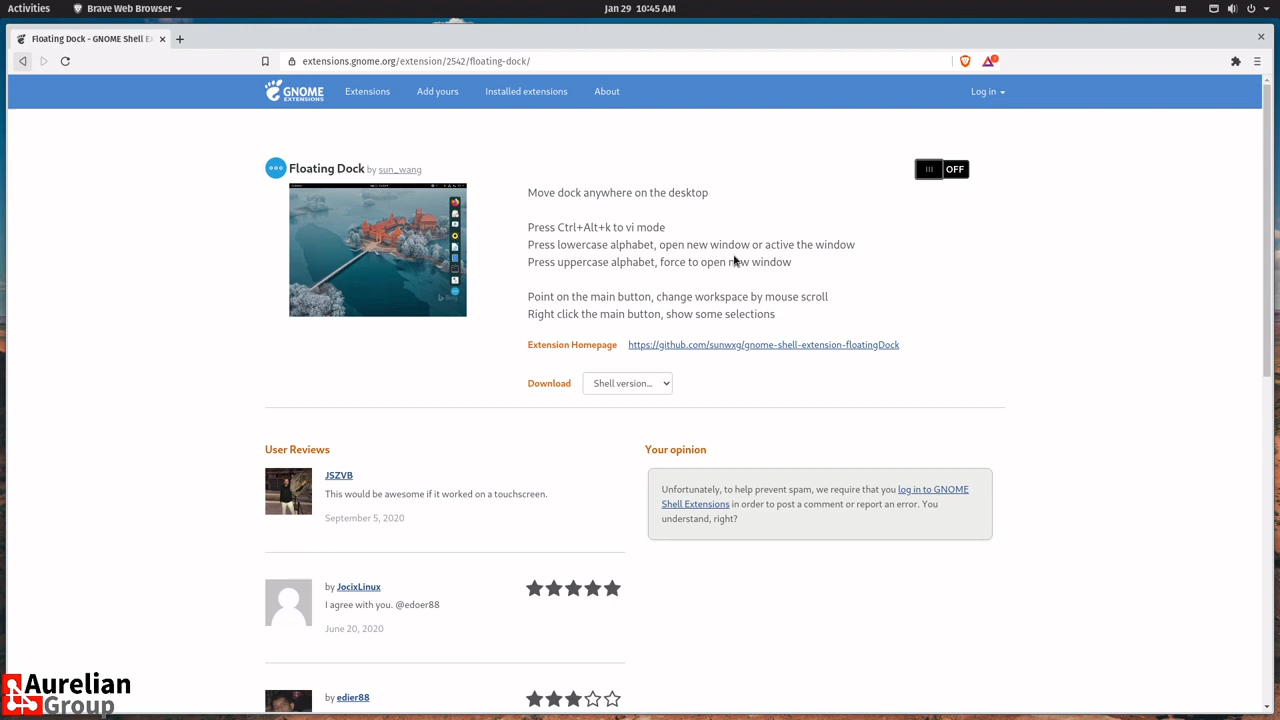 Activities
Brave Web Browser
Jan 29 10:45 AM
Floating Dock - GNOME Shell E
extensions.gnome.org/extension/2542/floating-dock/
GNOME
EXTENSIONS
Extensions
Add yours
Installed extensions
About
Log in
Floating Dock by sun_wang
OFF
Move dock anywhere on the desktop
Press Ctrl+Alt+k to vi mode
Press lowercase alphabet, open new window or active the window
Press uppercase alphabet, force to open new window
Point on the main button, change workspace by mouse scroll
Right click the main button, show some selections
Extension Homepage https://github.com/sunwxg/gnome-shell-extension-floatingDock
Download Shell version...
User Reviews
JSZVB
This would be awesome if it worked on a touchscreen.
September 5, 2020
by JocixLinux
I agree with you. @edoer88
June 20, 2020
by edier88
Your opinion
Unfortunately, to help prevent spam, we require that you log in to GNOME
Shell Extensions in order to post a comment or report an error. You
understand, right?
Aurelian
Group